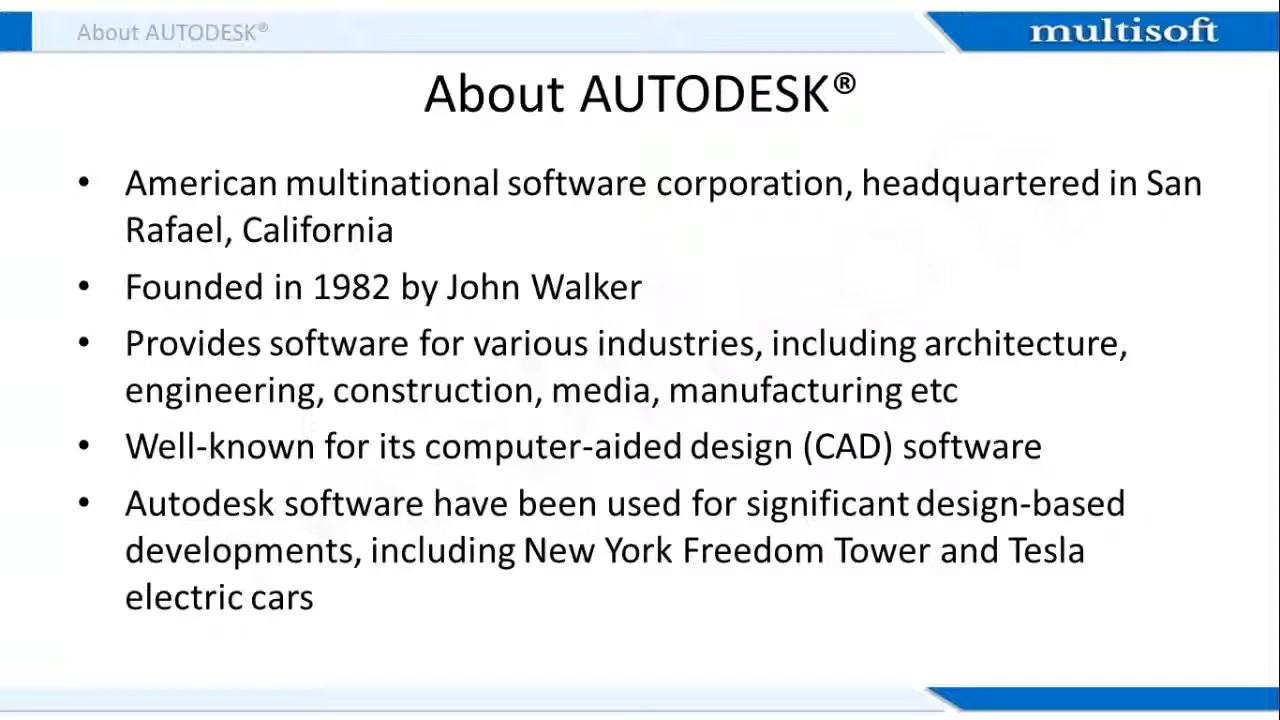 About AUTODESK®
multisoft
About AUTODESK®
• American multinational software corporation, headquartered in San
Rafael, California
• Founded in 1982 by John Walker
• Provides software for various industries, including architecture,
engineering, construction, media, manufacturing etc
• Well-known for its computer-aided design (CAD) software
• Autodesk software have been used for significant design-based
developments, including New York Freedom Tower and Tesla
electric cars